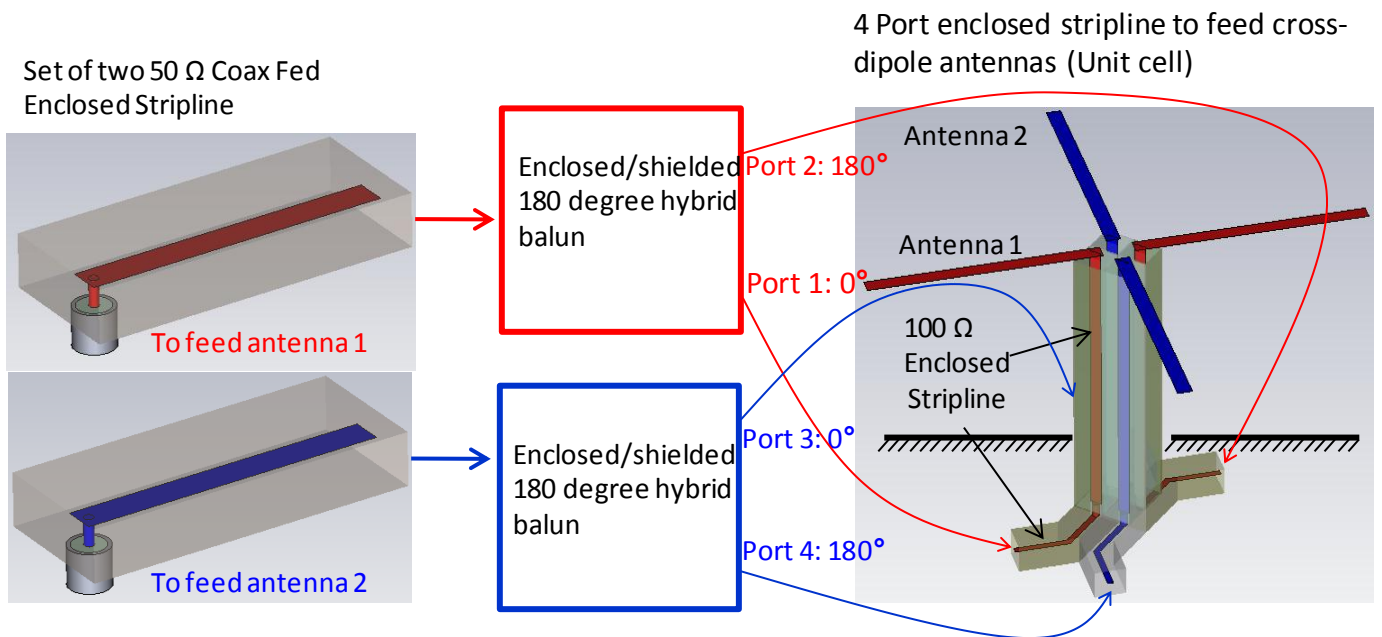 4 Port enclosed stripline to feed cross-
dipole antennas (Unit cell)
Set of two 50 Ω Coax Fed
Enclosed Stripline
To feed antenna 1
Enclosed/shielded
180 degree hybrid
balun
Port 2: 180°
Port 1: 0°
Antenna 2
Antenna 1
100 Ω
Enclosed
Stripline
To feed antenna 2
Enclosed/shielded
180 degree hybrid
balun
Port 3: 0°
Port 4: 180°